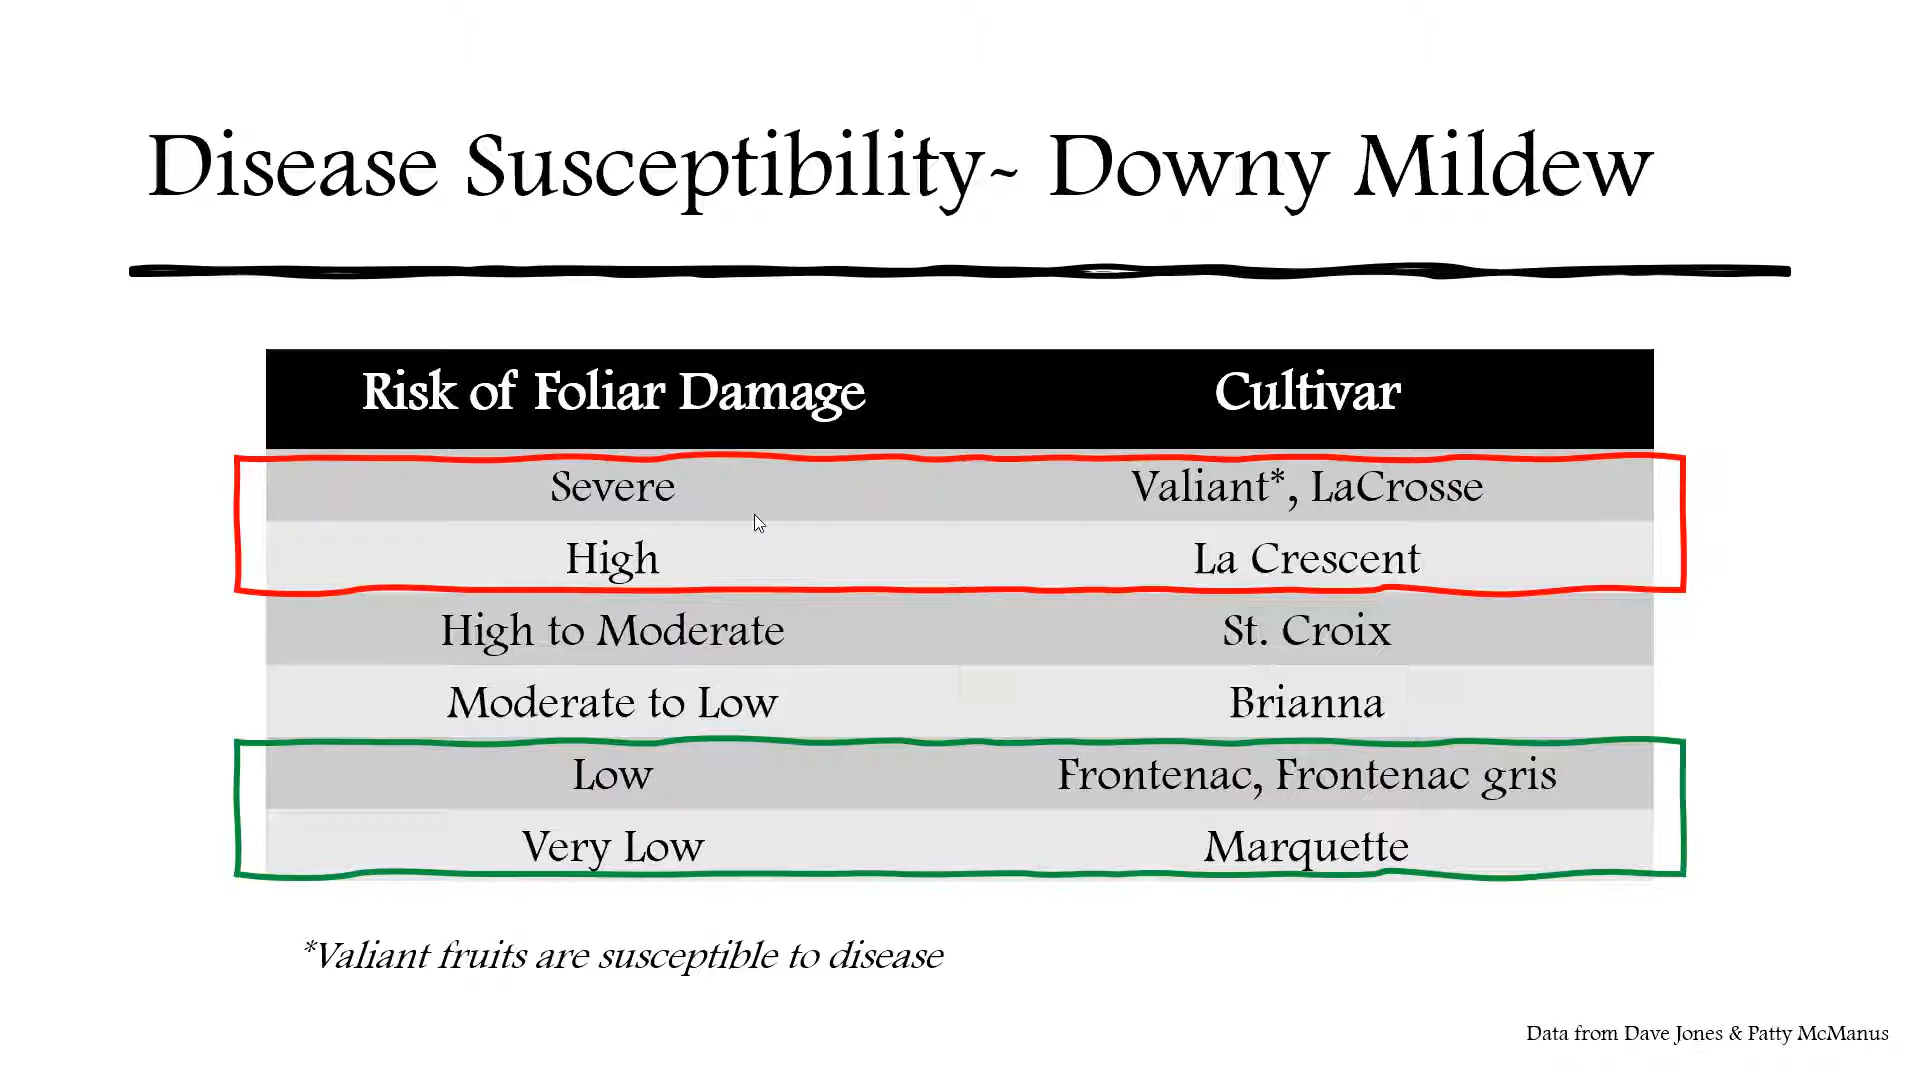 Disease Susceptibility- Downy Mildew
Risk of Foliar Damage Cultivar
Severe Valiant*, LaCrosse
High La Crescent
High to Moderate St. Croix
Moderate to Low Brianna
Low Frontenac, Frontenac gris
Very Low Marquette
*Valiant fruits are susceptible to disease
Data from Dave Jones & Patty McManus